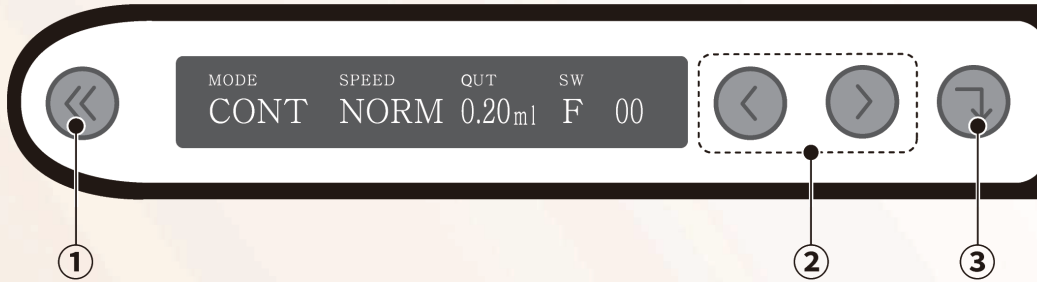 MODE SPEED QUT SW
CONT NORM 0.20ml F 00
① ② ③